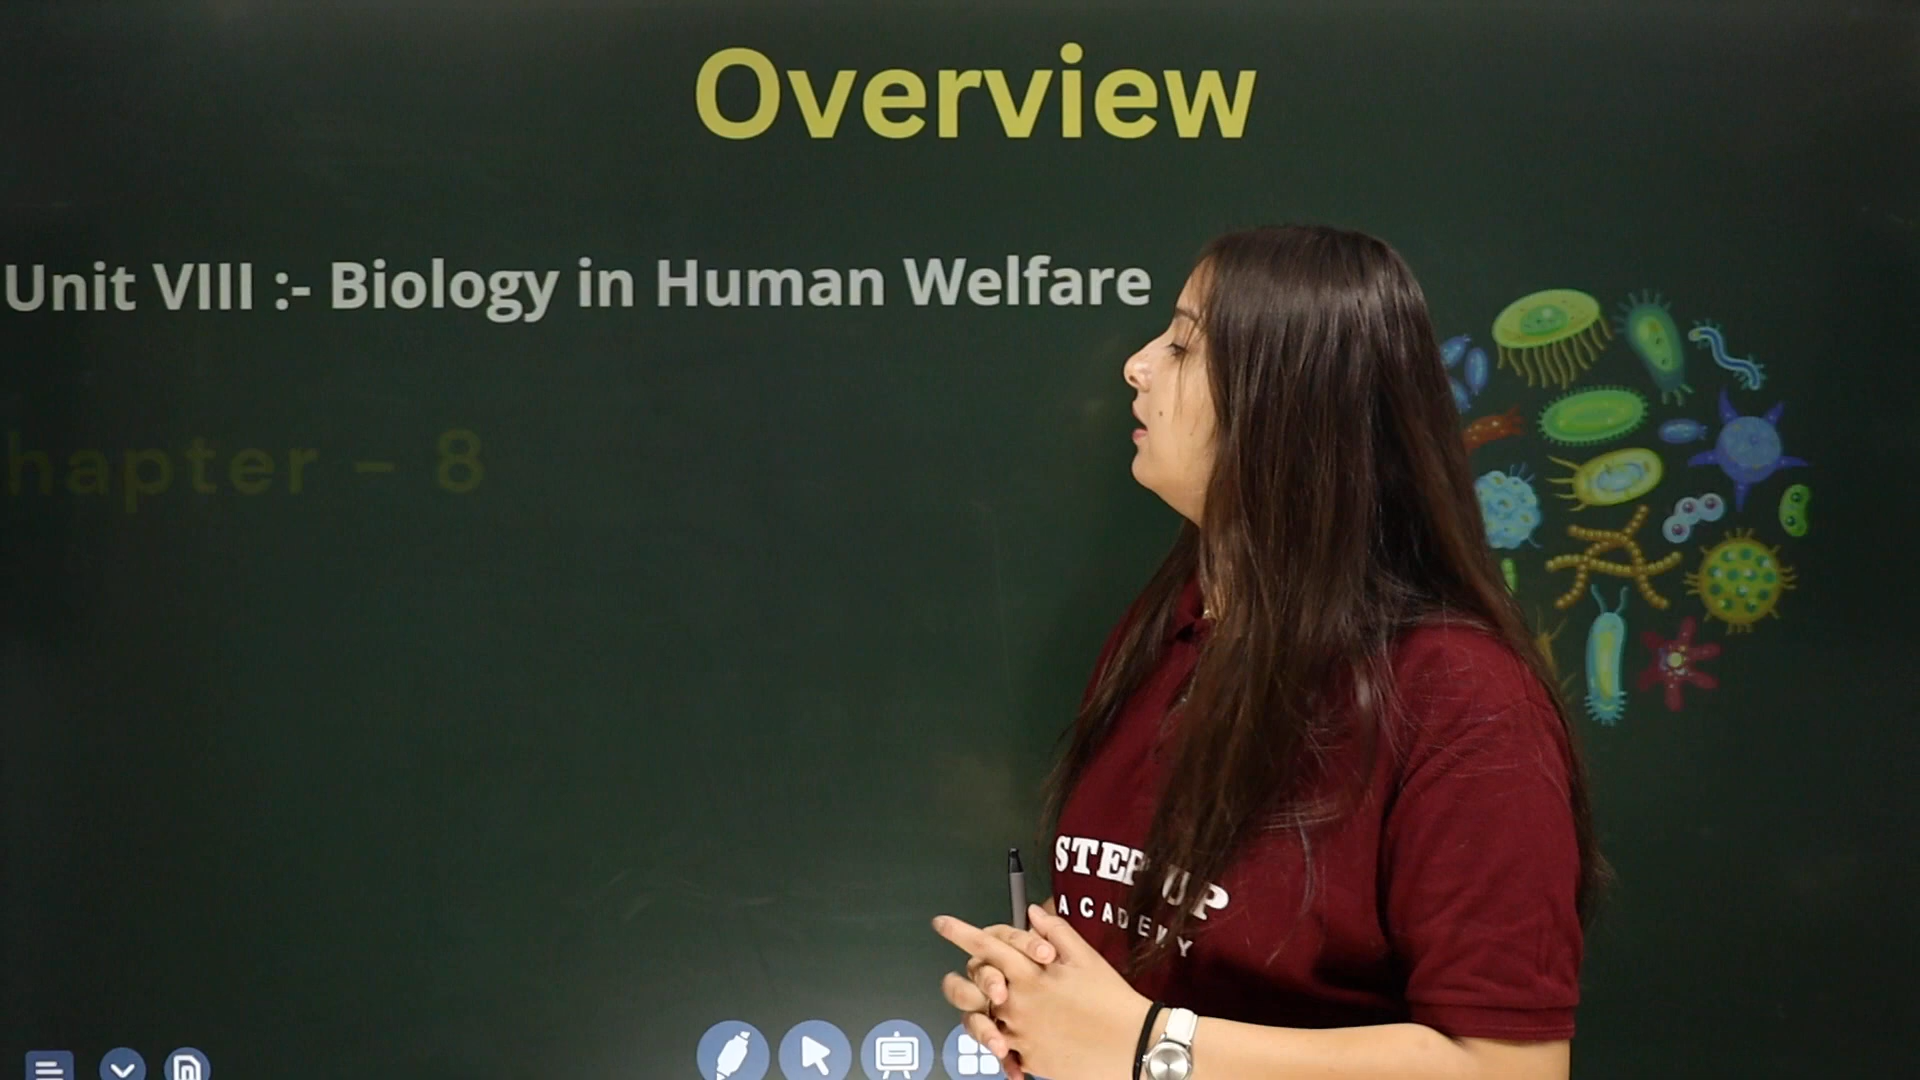 Overview
Unit VIII :- Biology in Human Welfare
hapter - 8
STEP UP
ACADEMY